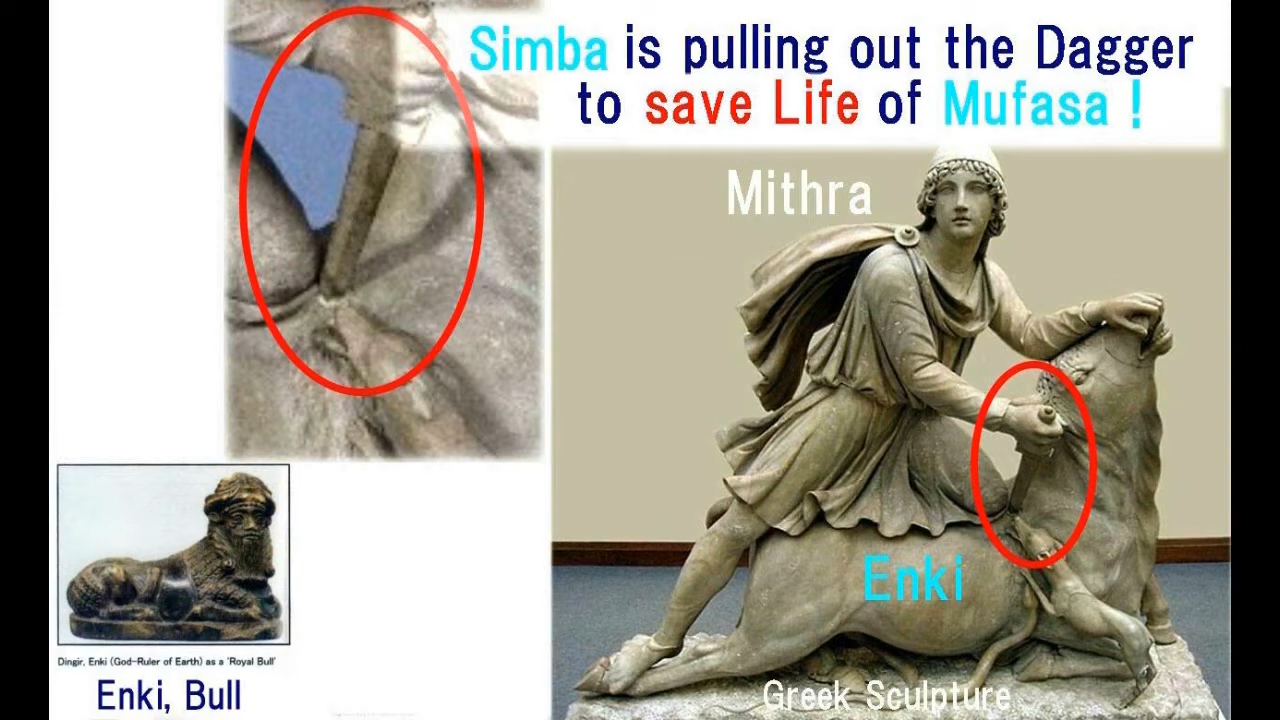 Simba is pulling out the Dagger
to save Life of Mufasa !
Mithra
Enki
Dingir, Enki (God-Ruler of Earth) as a 'Royal Bull'
Enki, Bull
Greek Sculpture